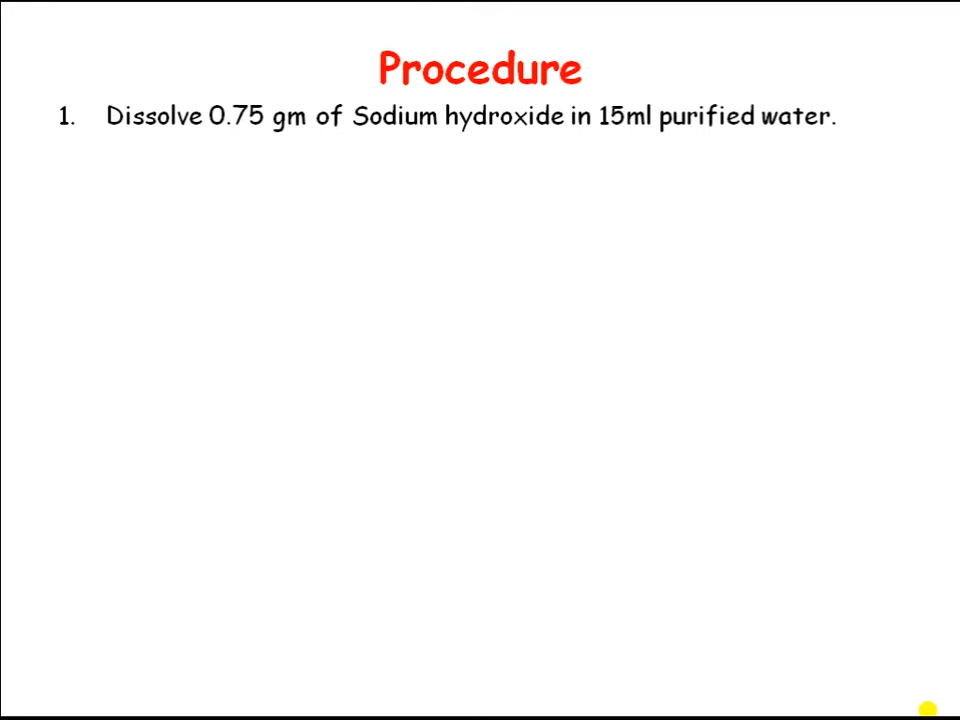 Procedure
1. Dissolve 0.75 gm of Sodium hydroxide in 15ml purified water.